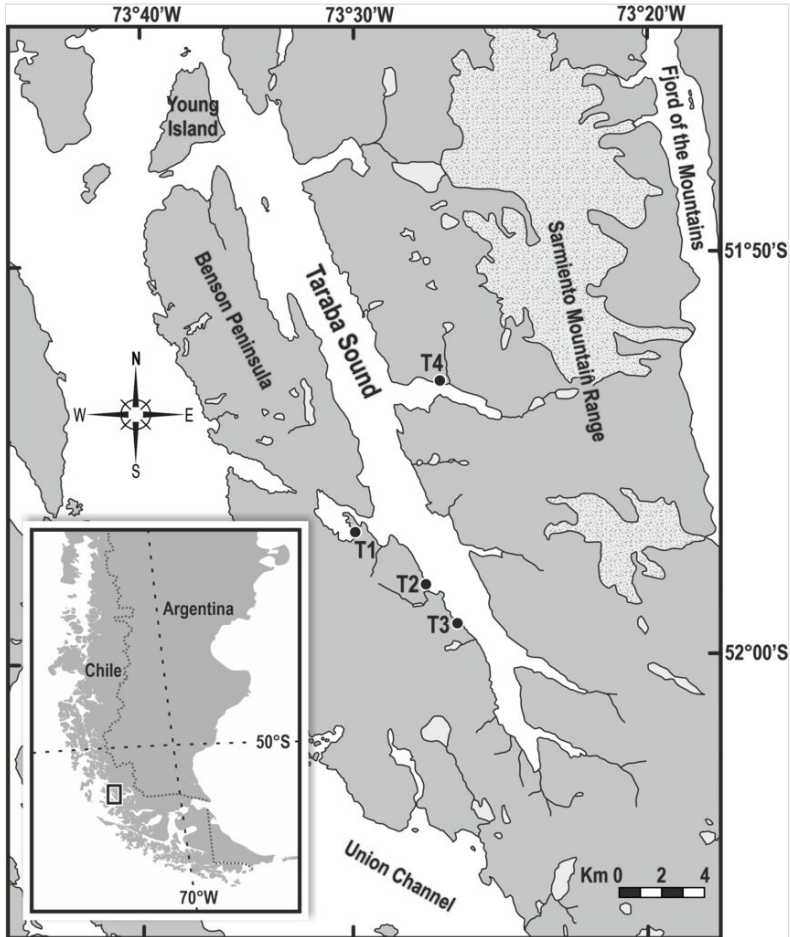 73°40'W
73°30'W
73°20'W
Young
Island
Fjord of the Mountains
51°50'S
Sarmiento Mountain Range
Benson Peninsula
Taraba Sound
T4
N
W
E
S
T1
T2
T3
52°00'S
Argentina
Chile
50°S
70°W
Union Channel
Km 0 2 4